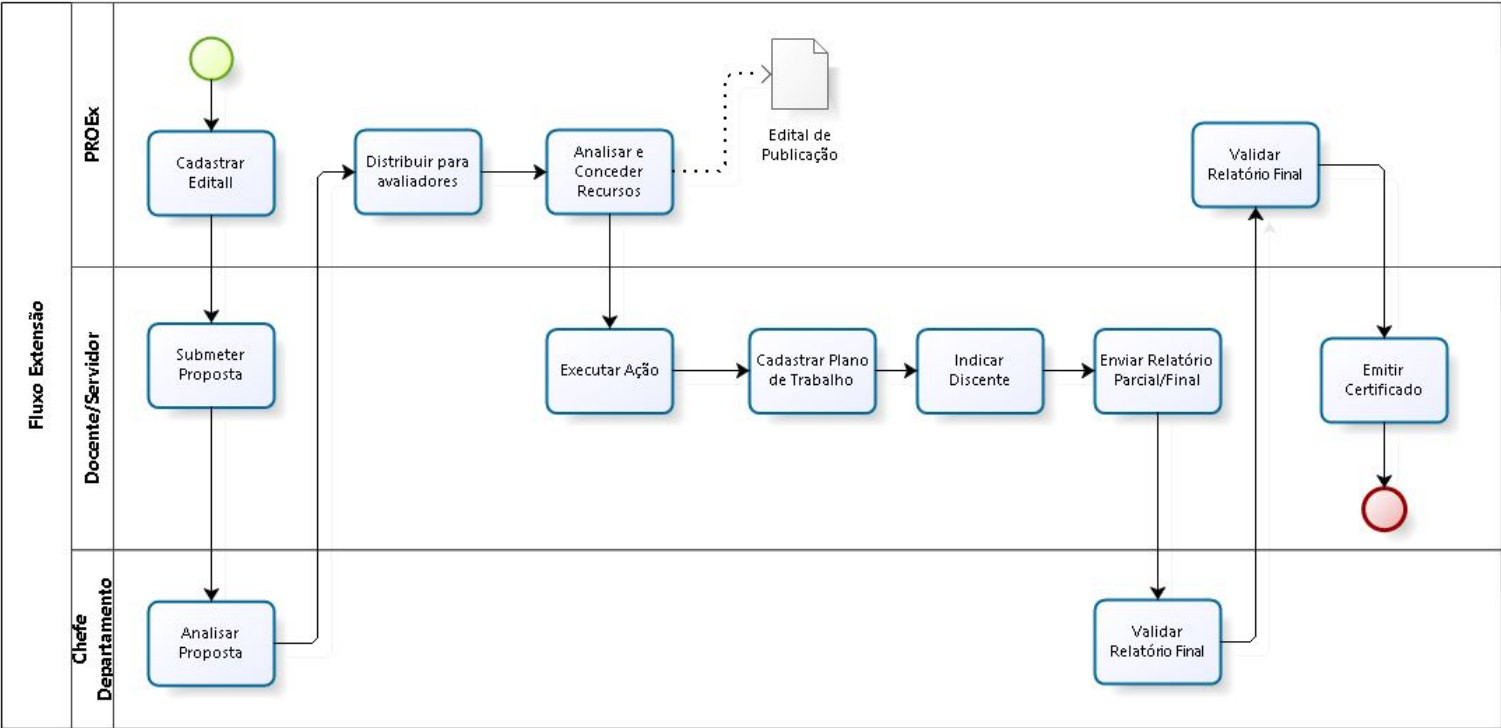 Fluxo Extensão
PROEx
Cadastrar
Editall
Distribuir para
avaliadores
Analisar e
Conceder
Recursos
Edital de
Publicação
Validar
Relatório Final
Docente/Servidor
Submeter
Proposta
Executar Ação
Cadastrar Plano
de Trabalho
Indicar
Discente
Enviar Relatório
Parcial/Final
Emitir
Certificado
Chefe
Departamento
Analisar
Proposta
Validar
Relatório Final